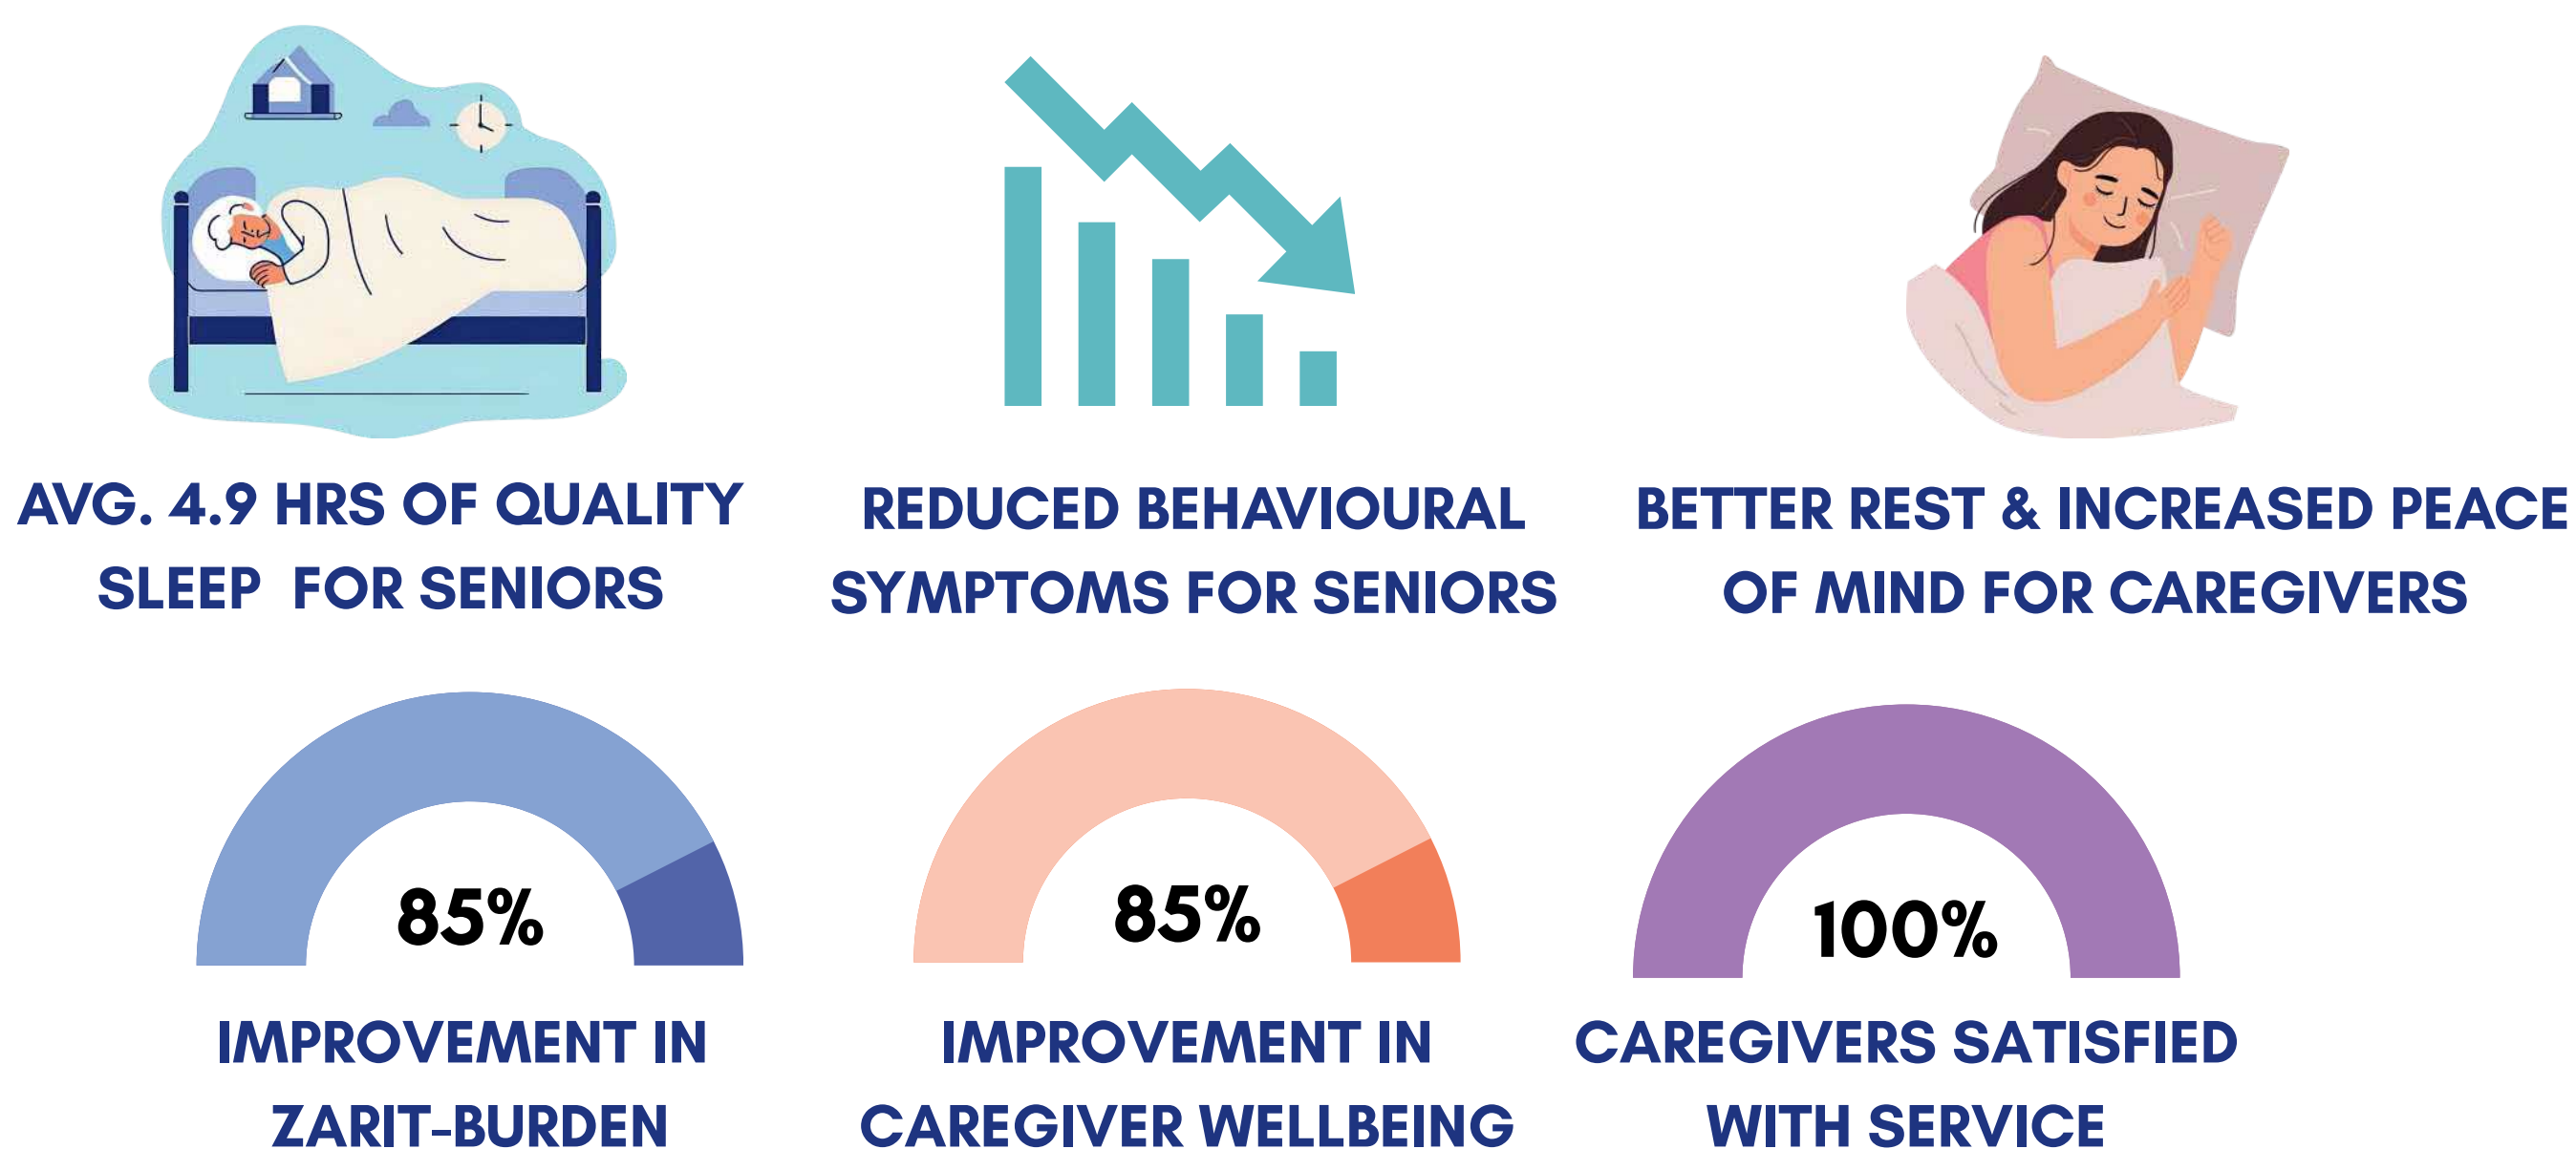 AVG. 4.9 HRS OF QUALITY
SLEEP FOR SENIORS
REDUCED BEHAVIOURAL
SYMPTOMS FOR SENIORS
BETTER REST & INCREASED PEACE
OF MIND FOR CAREGIVERS
85%
IMPROVEMENT IN
ZARIT-BURDEN
85%
IMPROVEMENT IN
CAREGIVER WELLBEING
100%
CAREGIVERS SATISFIED
WITH SERVICE